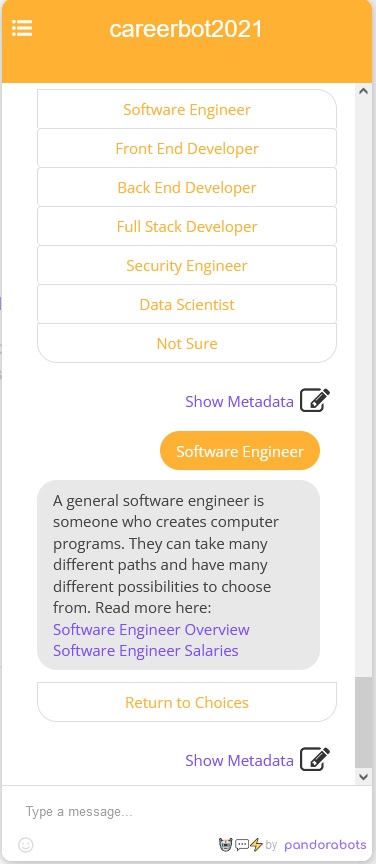 careerbot2021
Software Engineer
Front End Developer
Back End Developer
Full Stack Developer
Security Engineer
Data Scientist
Not Sure
Show Metadata
Software Engineer
A general software engineer is
someone who creates computer
programs. They can take many
different paths and have many
different possibilities to choose
from. Read more here:
Software Engineer Overview
Software Engineer Salaries
Return to Choices
Show Metadata
Type a message...
by pandorabots